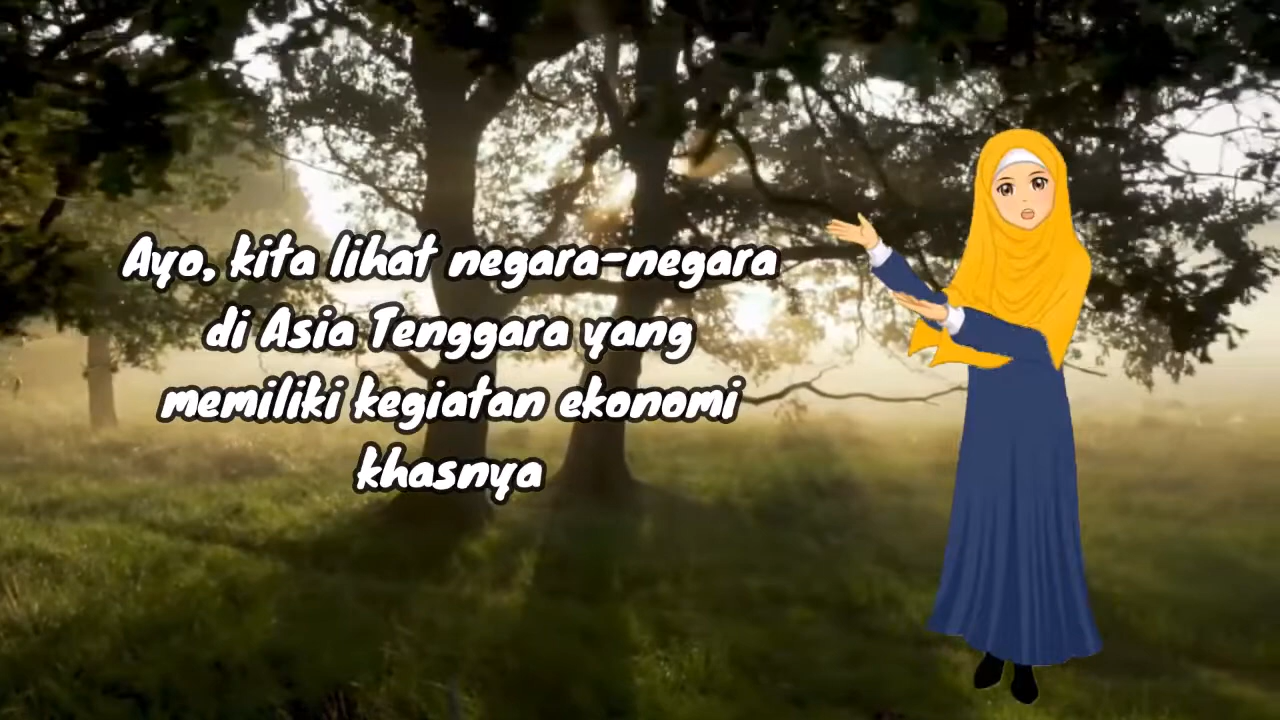 Ayo, kita lihat negara-negara
di Asia Tenggara yang
memiliki kegiatan ekonomi
khasnya